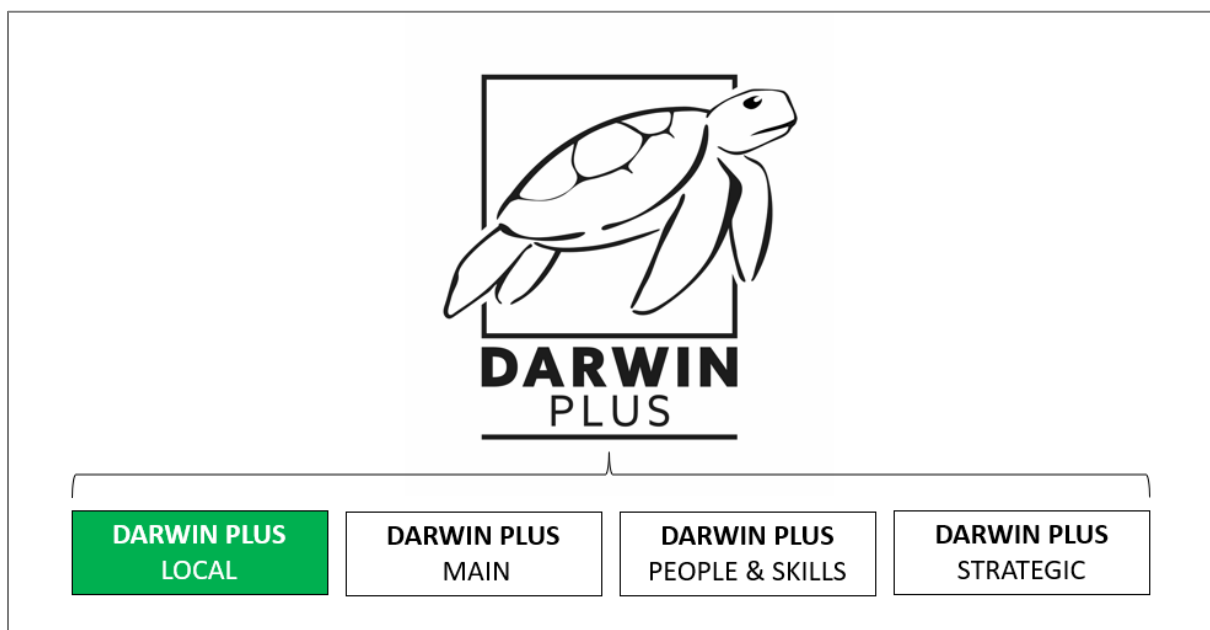 DARWIN
PLUS
DARWIN PLUS
LOCAL
DARWIN PLUS
MAIN
DARWIN PLUS
PEOPLE & SKILLS
DARWIN PLUS
STRATEGIC